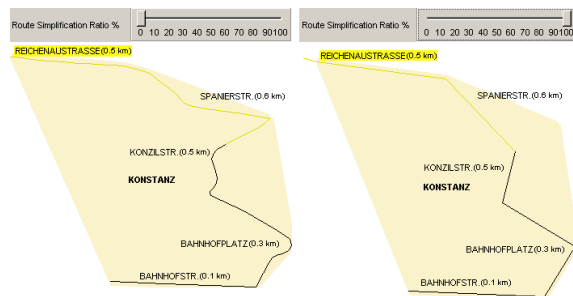 Route Simplification Ratio %
0 10 20 30 40 50 60 70 80 90100
REICHENAUSTRASSE(0.5 km)
SPANIERSTR.(0.6 km)
KONZILSTR.(0.5 km)
KONSTANZ
BAHNHOFPLATZ(0.3 km)
BAHNHOFSTR.(0.1 km)
Route Simplification Ratio %
0 10 20 30 40 50 60 70 80 90100
REICHENAUSTRASSE(0.5 km)
SPANIERSTR.(0.6 km)
KONZILSTR.(0.5 km)
KONSTANZ
BAHNHOFPLATZ(0.3 km)
BAHNHOFSTR.(0.1 km)